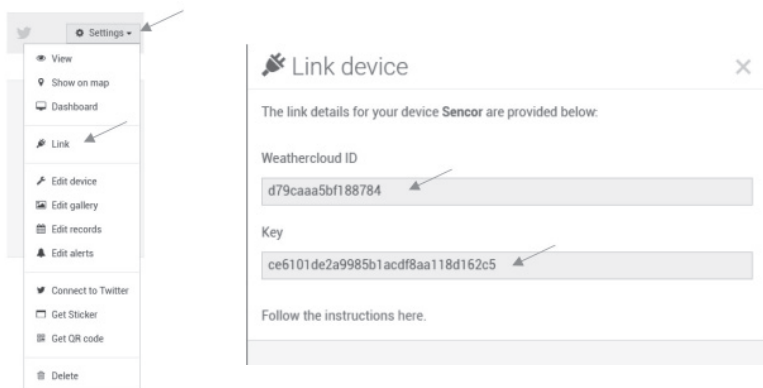 Settings
View
Show on map
Dashboard
Link
Edit device
Edit gallery
Edit records
Edit alerts
Connect to Twitter
Get Sticker
Get QR code
Delete
Link device
The link details for your device Sencor are provided below:
Weathercloud ID
d79caaa5bf188784
Key
ce6101de2a9985b1acdf8aa118d162c5
Follow the instructions here.